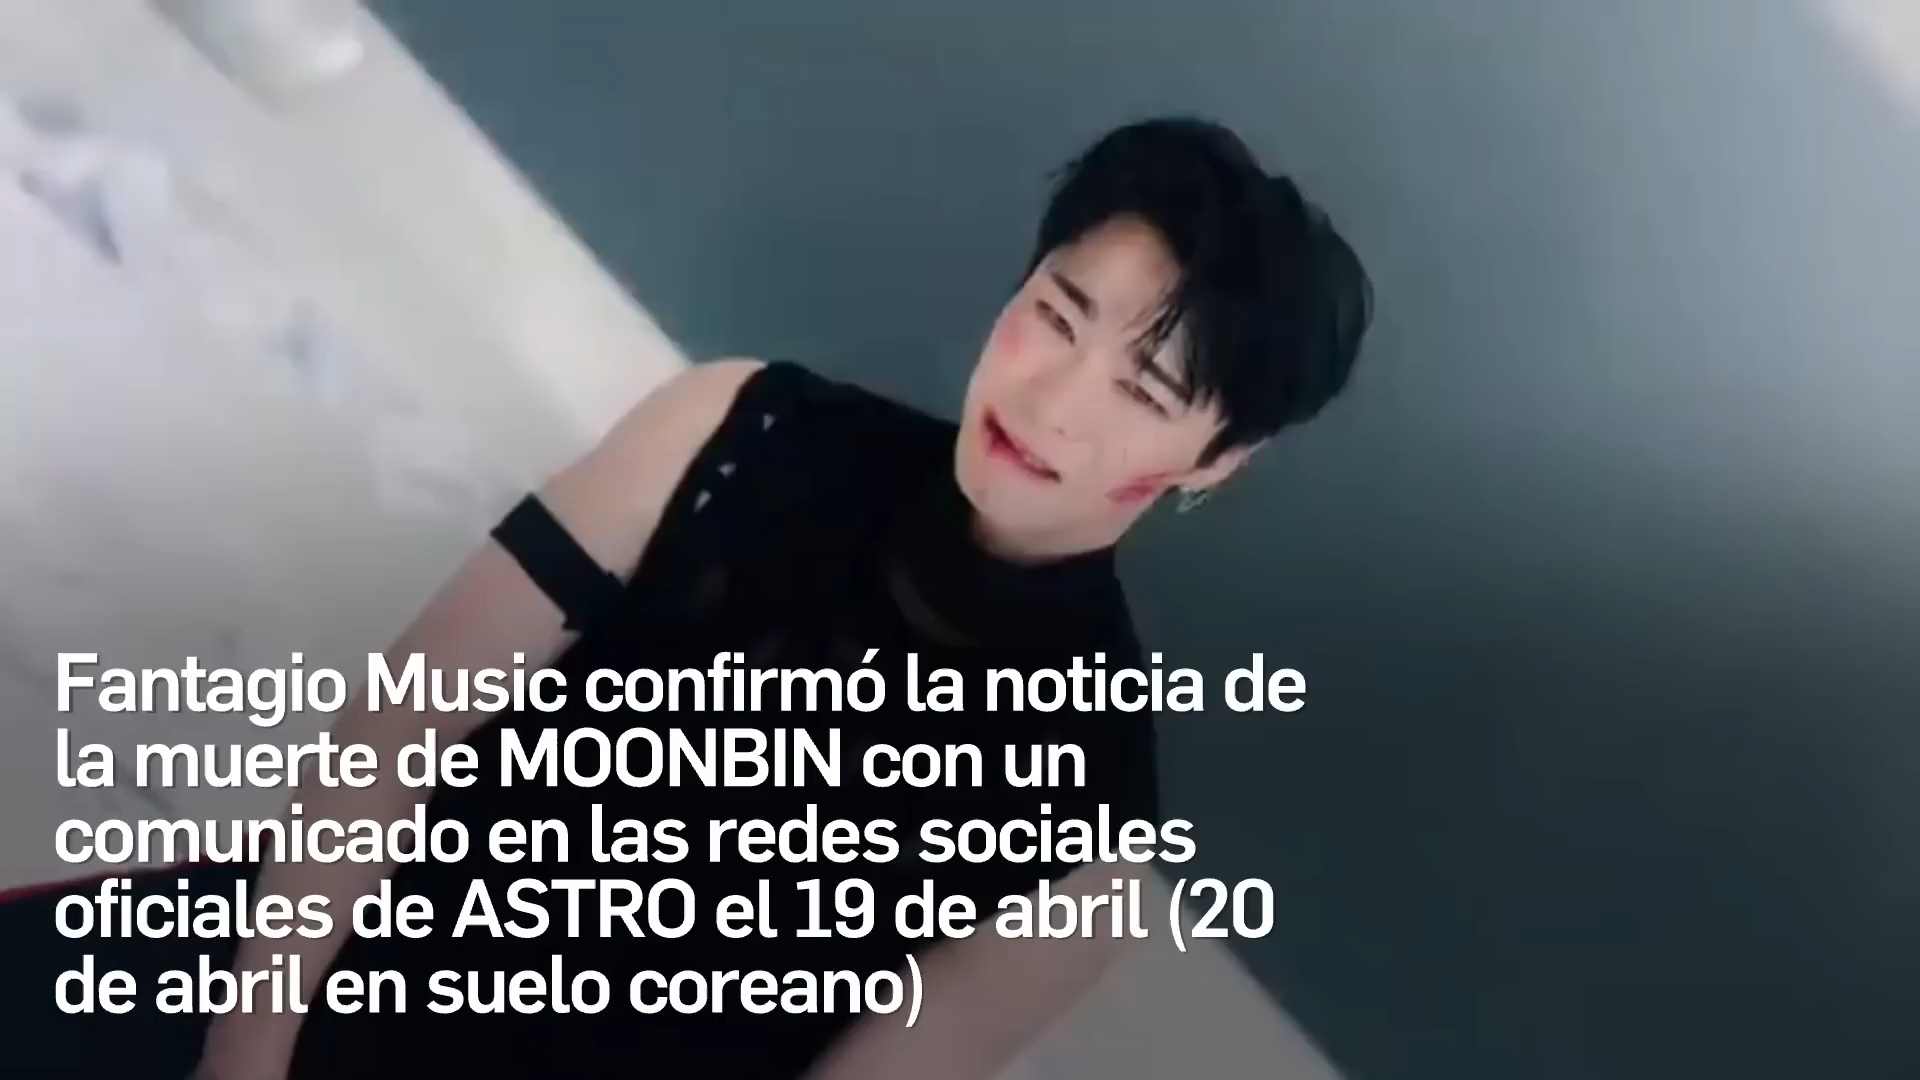 Fantagio Music confirmó la noticia de
la muerte de MOONBIN con un
comunicado en las redes sociales
oficiales de ASTRO el 19 de abril (20
de abril en suelo coreano)